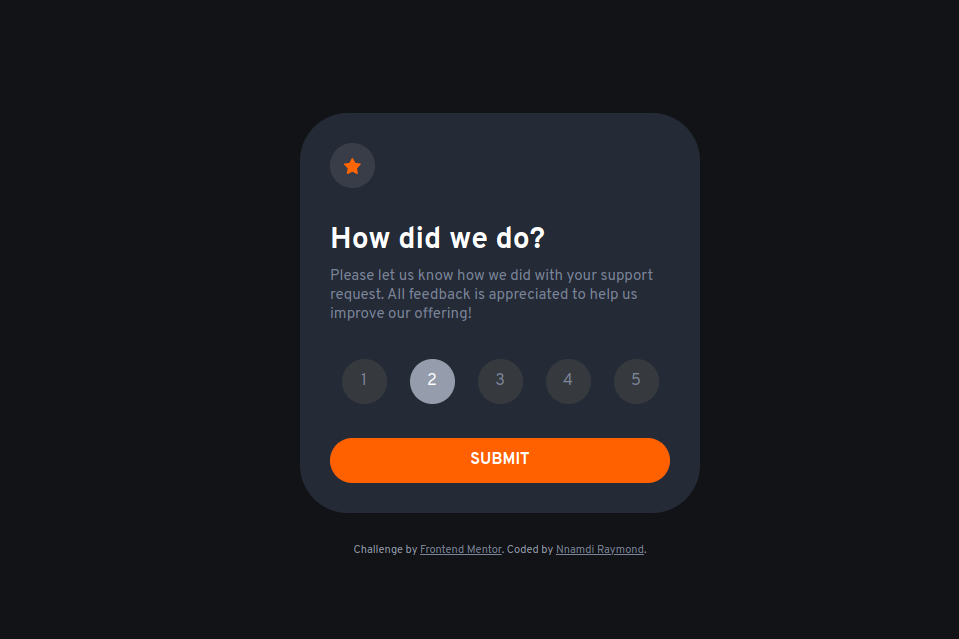 How did we do?
Please let us know how we did with your support
request. All feedback is appreciated to help us
improve our offering!
1 2 3 4 5
SUBMIT
Challenge by Frontend Mentor. Coded by Nnamdi Raymond.